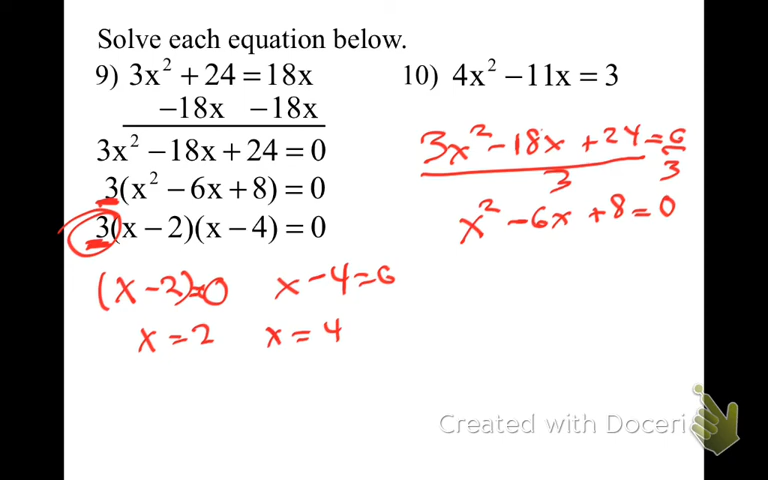 Solve each equation below.
9) 3x² + 24 = 18x
−18x −18x
3x² − 18x + 24 = 0
3(x² − 6x + 8) = 0
3(x − 2)(x − 4) = 0
(x − 2) = 0 x − 4 = 0
x = 2 x = 4
10) 4x² − 11x = 3
3x² − 18x + 24 = 0
3 3
x² − 6x + 8 = 0
Created with Doceri